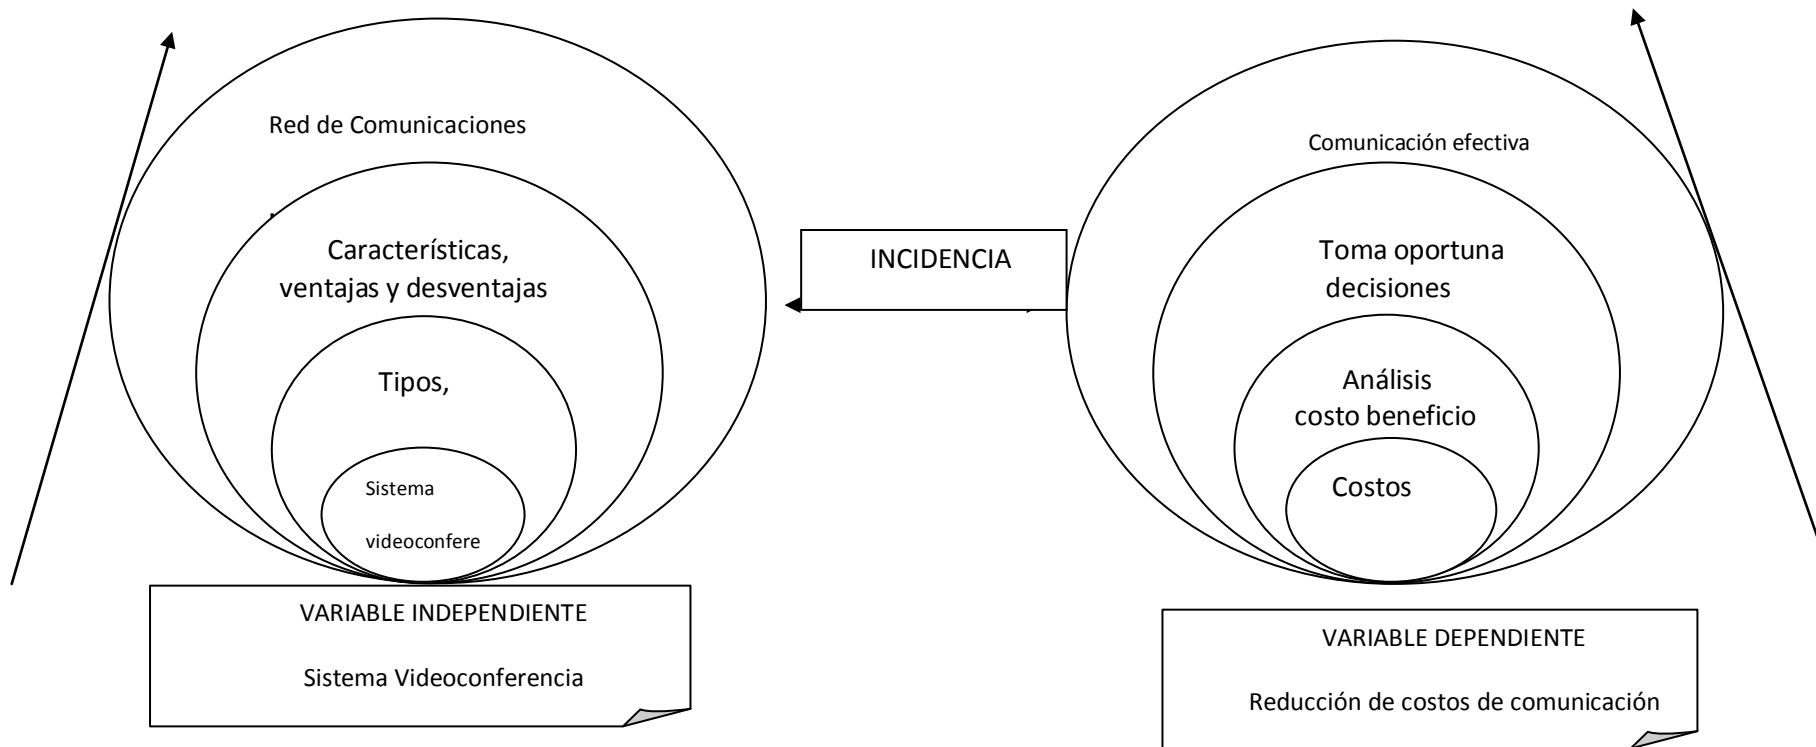 Red de Comunicaciones
Característícas,
ventajas y desventajas
Tipos,
Sistema
videoconfere
VARIABLE INDEPENDIENTE
Sistema Videoconferencia
INCIDENCIA
Comunicación efectiva
Toma oportuna
decisiones
Análisis
costo beneficio
Costos
VARIABLE DEPENDIENTE
Reducción de costos de comunicación